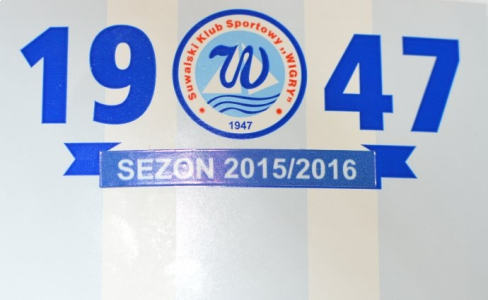 19 47
Suwalski Klub Sportowy „WIGRY"
W
1947
SEZON 2015/2016